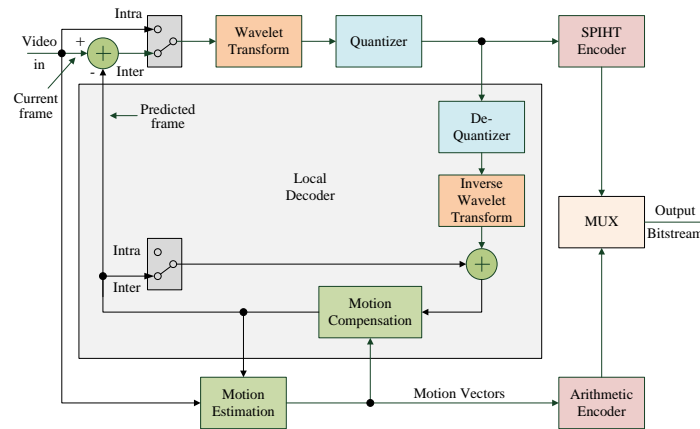 Intra
Video
in
+
-
Inter
Current
frame
Wavelet
Transform
Quantizer
SPIHT
Encoder
Predicted
frame
De-
Quantizer
Local
Decoder
Inverse
Wavelet
Transform
MUX
Output
Bitstream
Intra
Inter
+
Motion
Compensation
Motion
Estimation
Motion Vectors
Arithmetic
Encoder